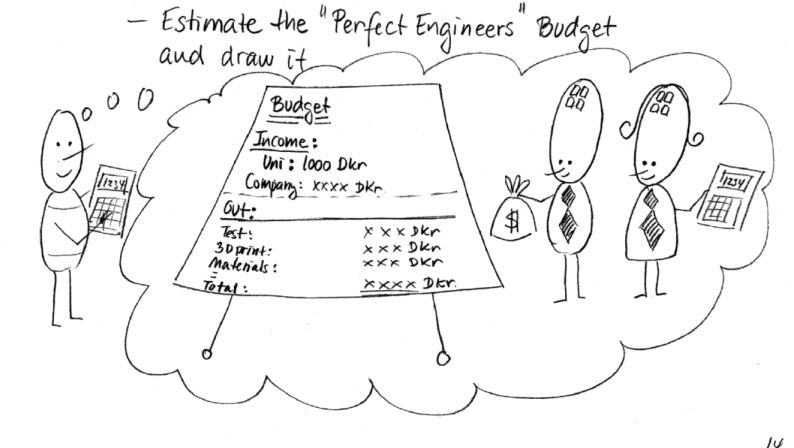 – Estimate the "Perfect Engineers" Budget
and draw it
Budget
Income:
Uni: 1000 Dkr
Company: xxxx Dkr
Out:
Test: xxx Dkr
3D print: xxx Dkr
Materials: xxx Dkr
Total: xxxx Dkr.
1234
$
1234
14